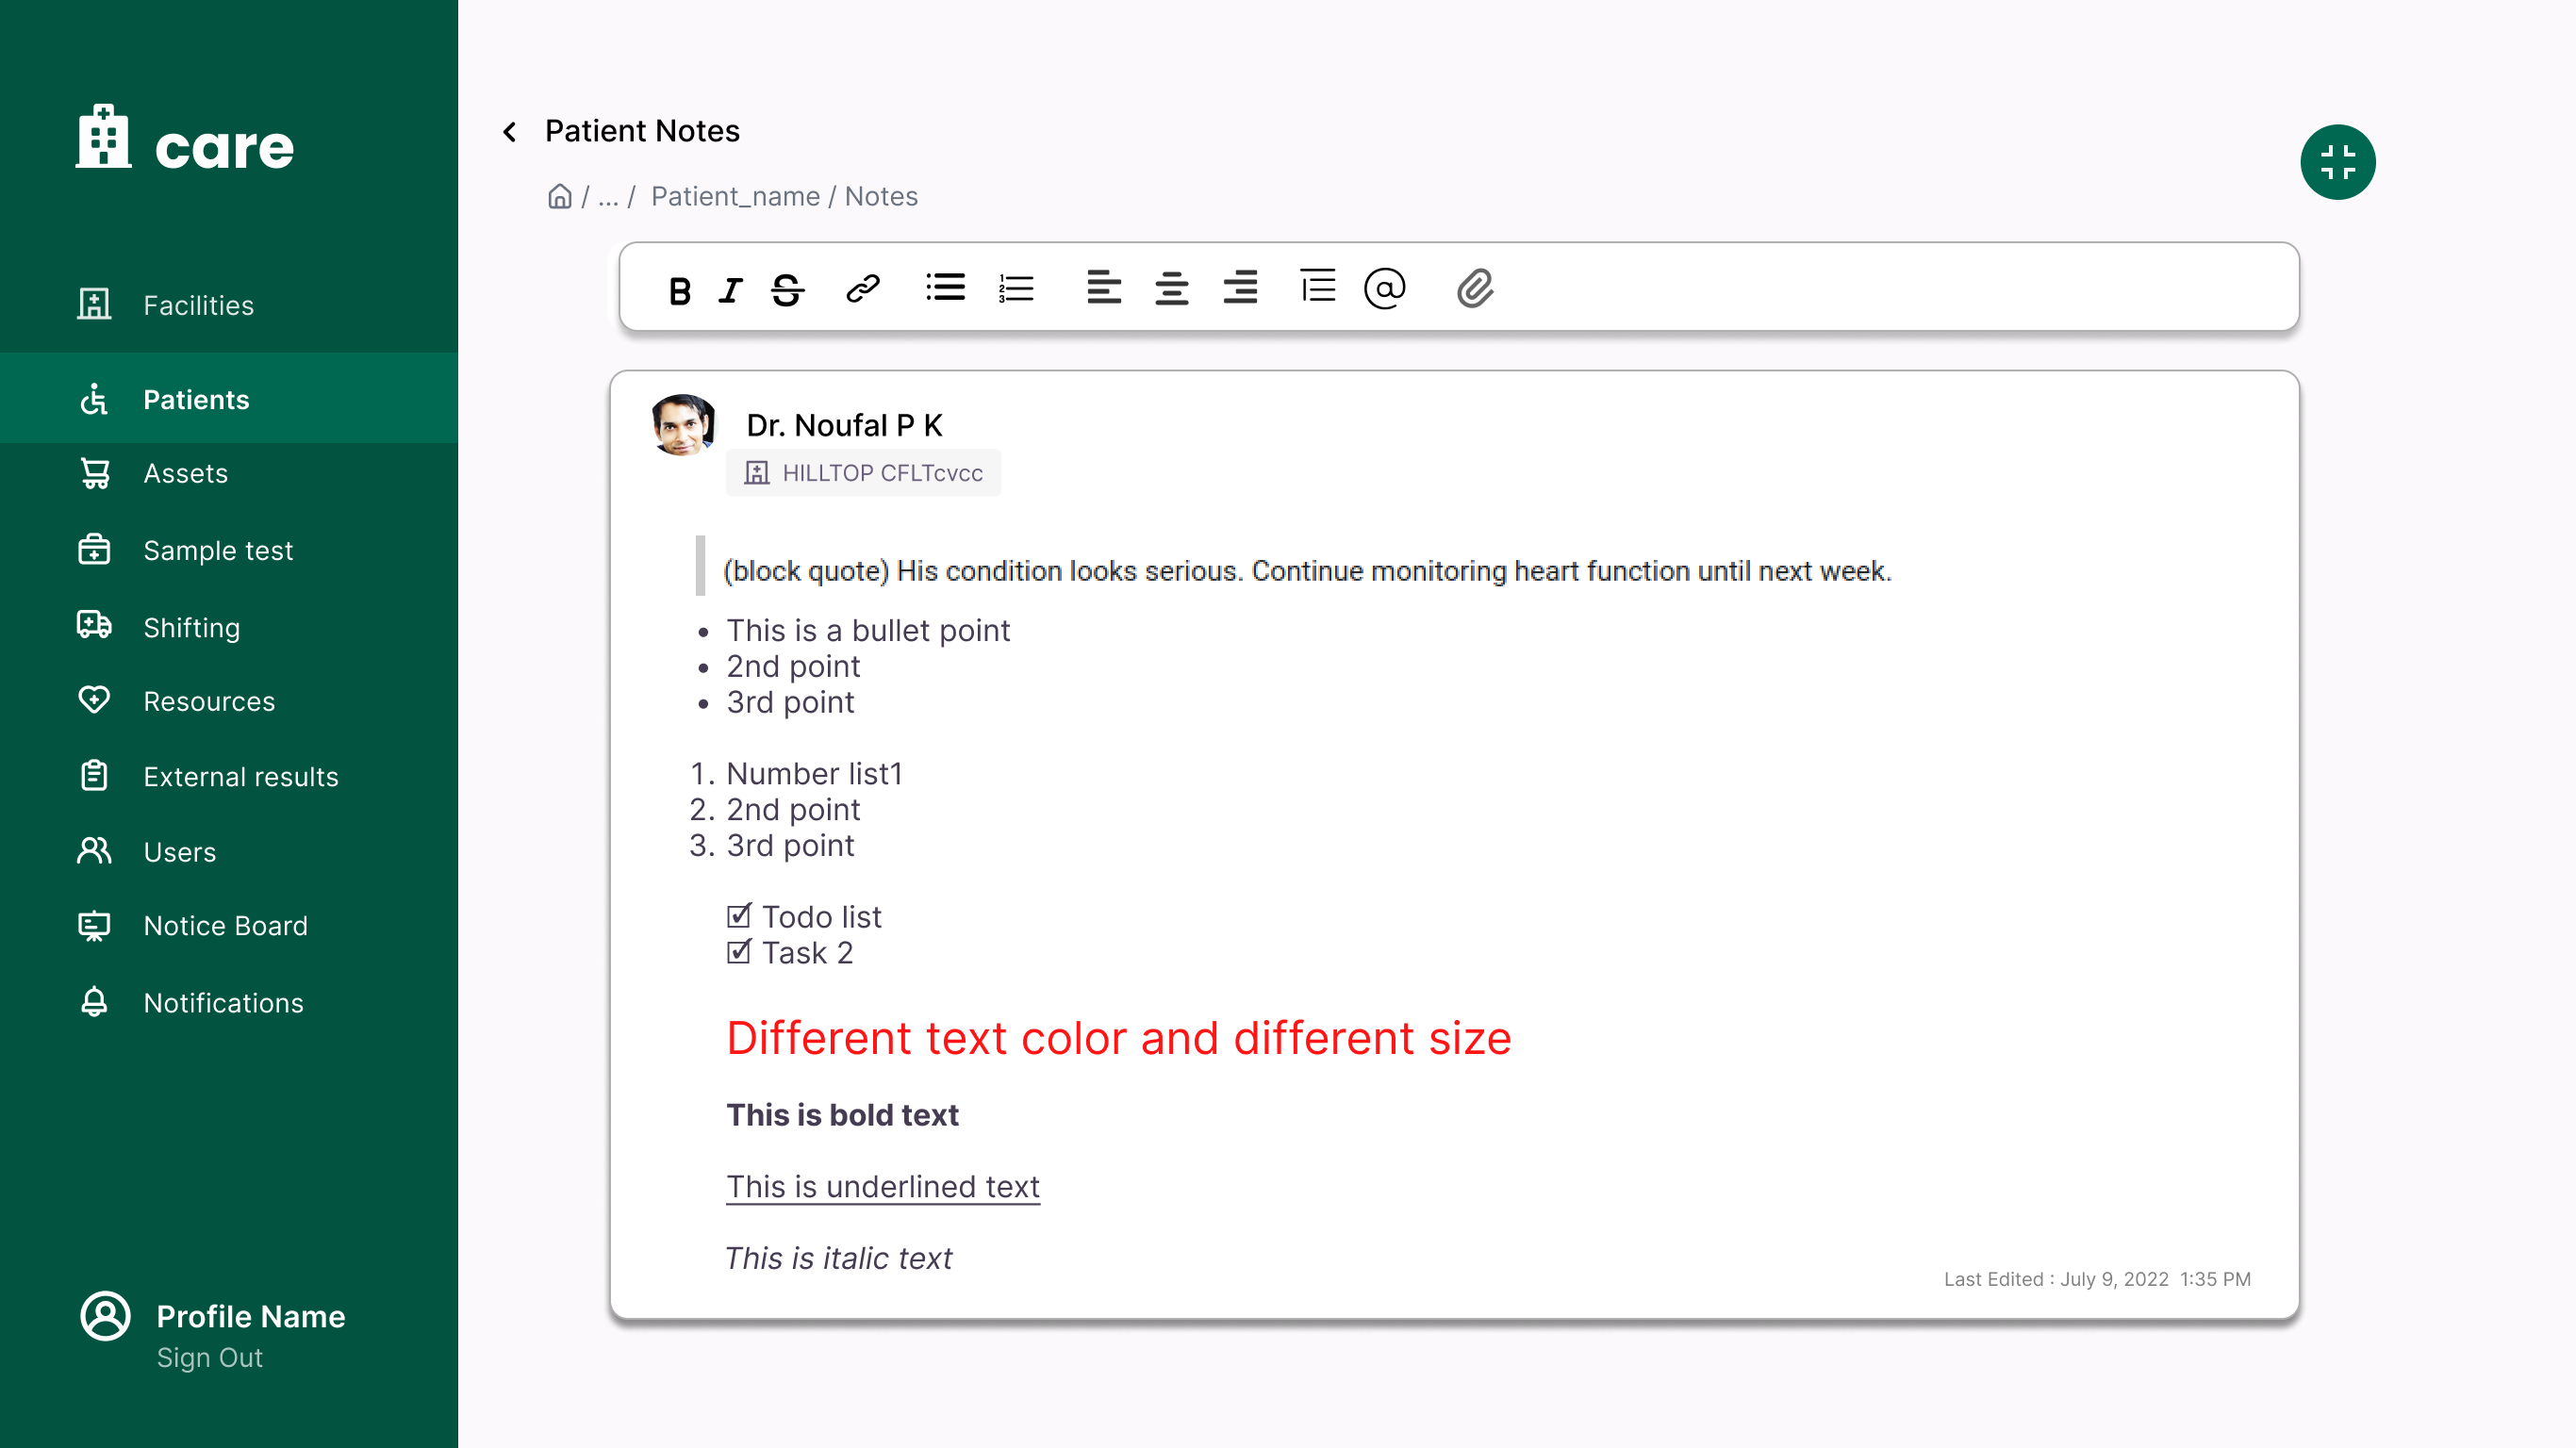 care
Facilities
Patients
Assets
Sample test
Shifting
Resources
External results
Users
Notice Board
Notifications
Profile Name
Sign Out
Patient Notes
/ ... / Patient_name / Notes
B I S @
Dr. Noufal P K
HILLTOP CFLTcvcc
(block quote) His condition looks serious. Continue monitoring heart function until next week.
• This is a bullet point
• 2nd point
• 3rd point
1. Number list1
2. 2nd point
3. 3rd point
☑ Todo list
☑ Task 2
Different text color and different size
This is bold text
This is underlined text
This is italic text
Last Edited : July 9, 2022 1:35 PM